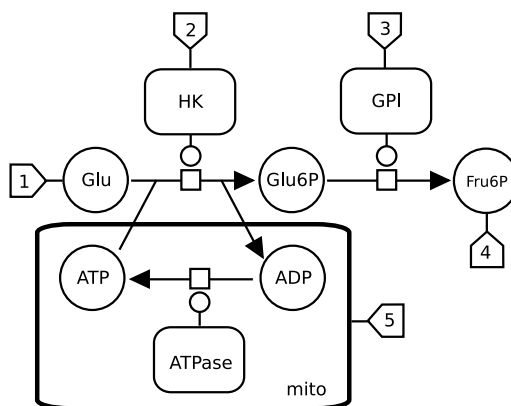 2
3
HK
GPI
1
Glu
Glu6P
Fru6P
4
ATP
ADP
5
ATPase
mito